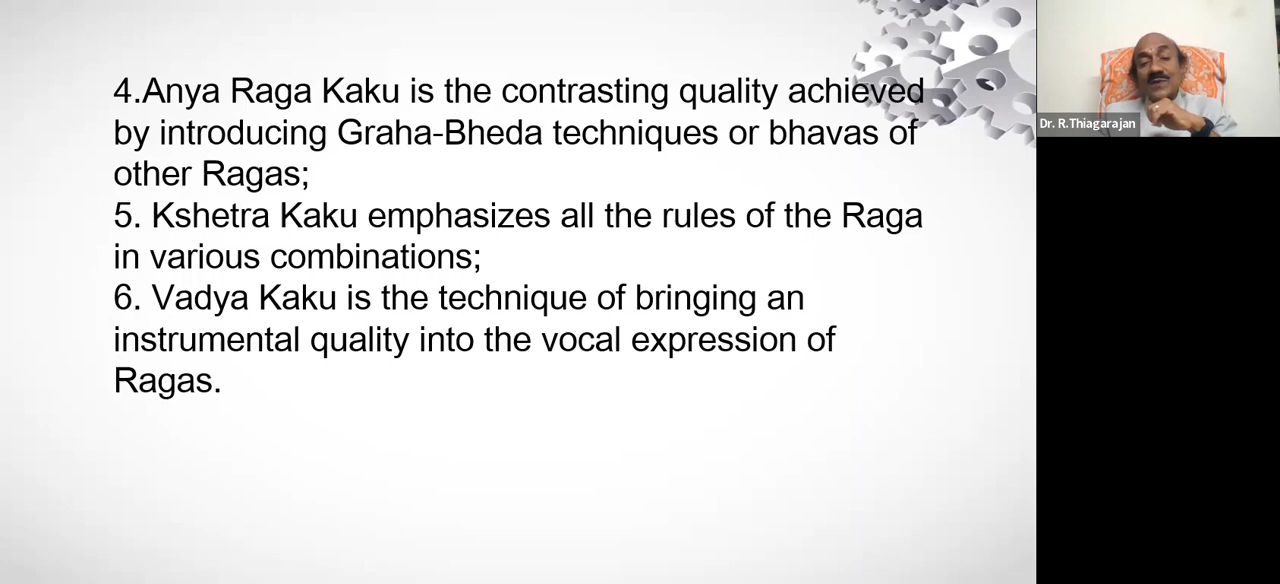 4.Anya Raga Kaku is the contrasting quality achieved
by introducing Graha-Bheda techniques or bhavas of
other Ragas;
5. Kshetra Kaku emphasizes all the rules of the Raga
in various combinations;
6. Vadya Kaku is the technique of bringing an
instrumental quality into the vocal expression of
Ragas.
Dr. R.Thiagarajan